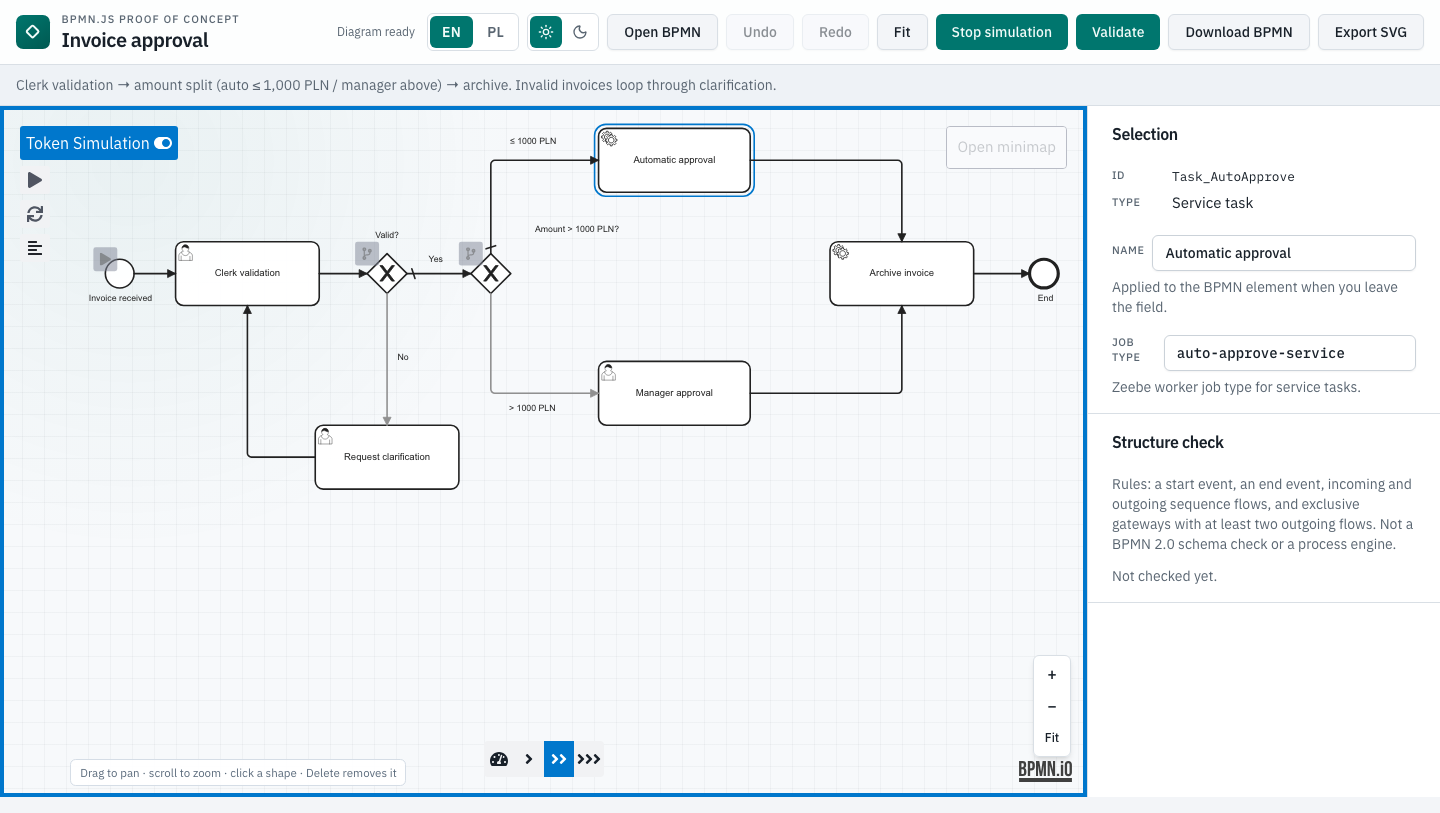 BPMN.JS PROOF OF CONCEPT
Invoice approval
Diagram ready
EN
PL
Open BPMN
Undo
Redo
Fit
Stop simulation
Validate
Download BPMN
Export SVG
Clerk validation → amount split (auto ≤ 1,000 PLN / manager above) → archive. Invalid invoices loop through clarification.
Token Simulation
Open minimap
≤ 1000 PLN
Automatic approval
Amount > 1000 PLN?
Valid?
Yes
Clerk validation
Invoice received
Archive invoice
End
No
Manager approval
> 1000 PLN
Request clarification
+
−
Fit
Drag to pan · scroll to zoom · click a shape · Delete removes it
BPMN.iO
Selection
ID Task_AutoApprove
TYPE Service task
NAME Automatic approval
Applied to the BPMN element when you leave
the field.
JOB
TYPE
auto-approve-service
Zeebe worker job type for service tasks.
Structure check
Rules: a start event, an end event, incoming and
outgoing sequence flows, and exclusive
gateways with at least two outgoing flows. Not a
BPMN 2.0 schema check or a process engine.
Not checked yet.